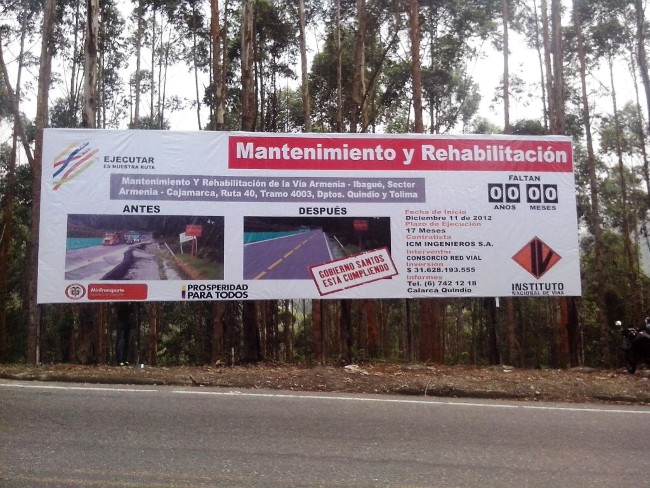 EJECUTAR
ES NUESTRA RUTA
Mantenimiento y Rehabilitación
Mantenimiento Y Rehabilitación de la Vía Armenia - Ibagué, Sector
Armenia - Cajamarca, Ruta 40, Tramo 4003, Dptos. Quindío y Tolima
FALTAN
00 00
AÑOS MESES
ANTES
DESPUÉS
GOBIERNO SANTOS
ESTÁ CUMPLIENDO
Fecha de Inicio
Diciembre 11 de 2012
Plazo de Ejecución
17 Meses
Contratista
ICM INGENIEROS S.A.
Interventor
CONSORCIO RED VIAL
Inversión
$ 31.628.193.555
Informes
Tel. (6) 742 12 18
Calarca Quindío
MinTransporte
PROSPERIDAD
PARA TODOS
INSTITUTO
NACIONAL DE VÍAS